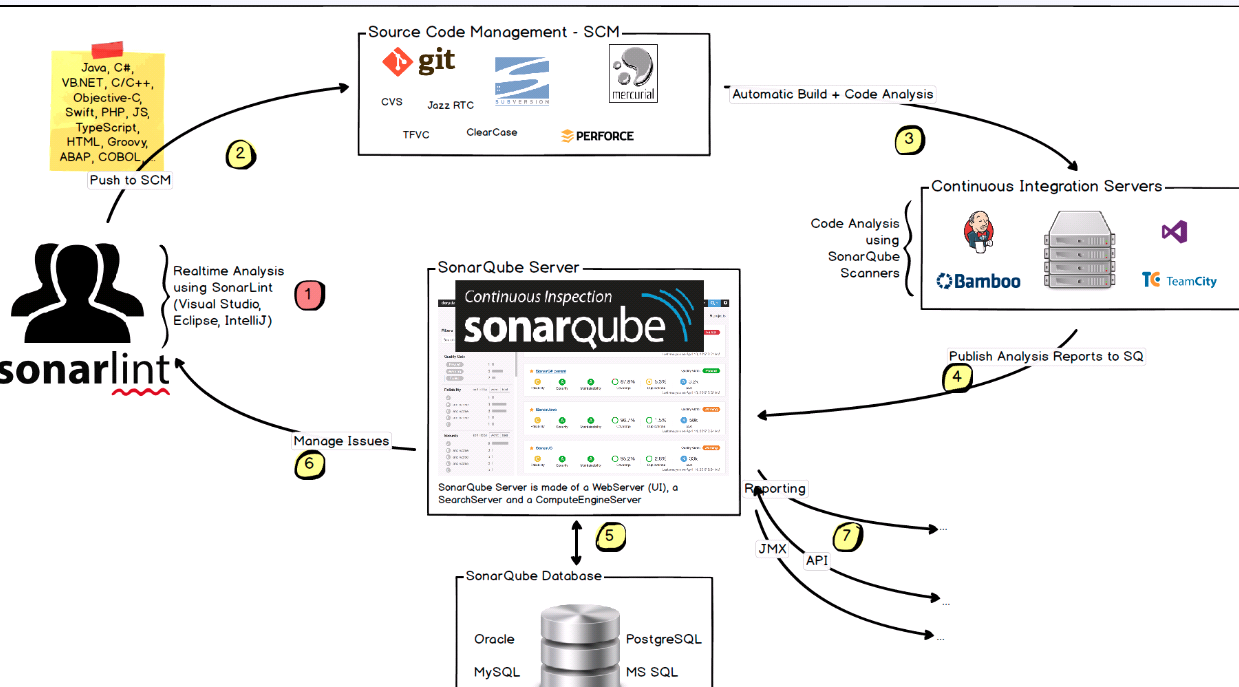 Java, C#,
VB.NET, C/C++,
Objective-C,
Swift, PHP, JS,
TypeScript,
HTML, Groovy,
ABAP, COBOL, ...
Push to SCM
2
Source Code Management - SCM
git
SUBVERSION
mercurial
CVS
Jazz RTC
TFVC
ClearCase
PERFORCE
Automatic Build + Code Analysis
3
Continuous Integration Servers
Code Analysis
using
SonarQube
Scanners
Bamboo
TC TeamCity
Realtime Analysis
using SonarLint
(Visual Studio,
Eclipse, IntelliJ)
1
sonarlint
SonarQube Server
Continuous Inspection
sonarqube
SonarQube Server is made of a WebServer (UI), a
SearchServer and a ComputeEngineServer
Publish Analysis Reports to SQ
4
Manage Issues
6
5
Reporting
...
7
JMX
API
...
...
SonarQube Database
Oracle
PostgreSQL
MySQL
MS SQL